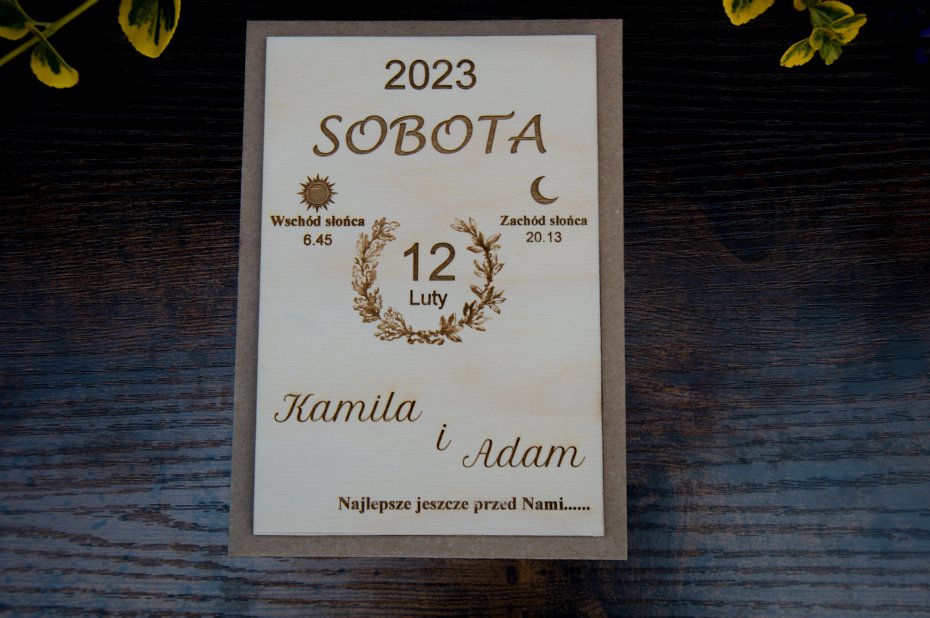 2023
SOBOTA
Wschód słońca
6.45
Zachód słońca
20.13
12
Luty
Kamila
i
Adam
Najlepsze jeszcze przed Nami......